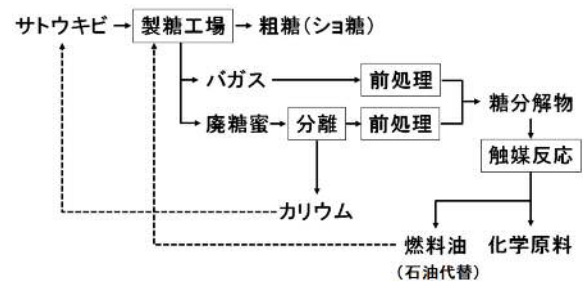 サトウキビ
製糖工場
粗糖(ショ糖)
バガス
前処理
廃糖蜜
分離
前処理
糖分解物
触媒反応
カリウム
燃料油
(石油代替)
化学原料